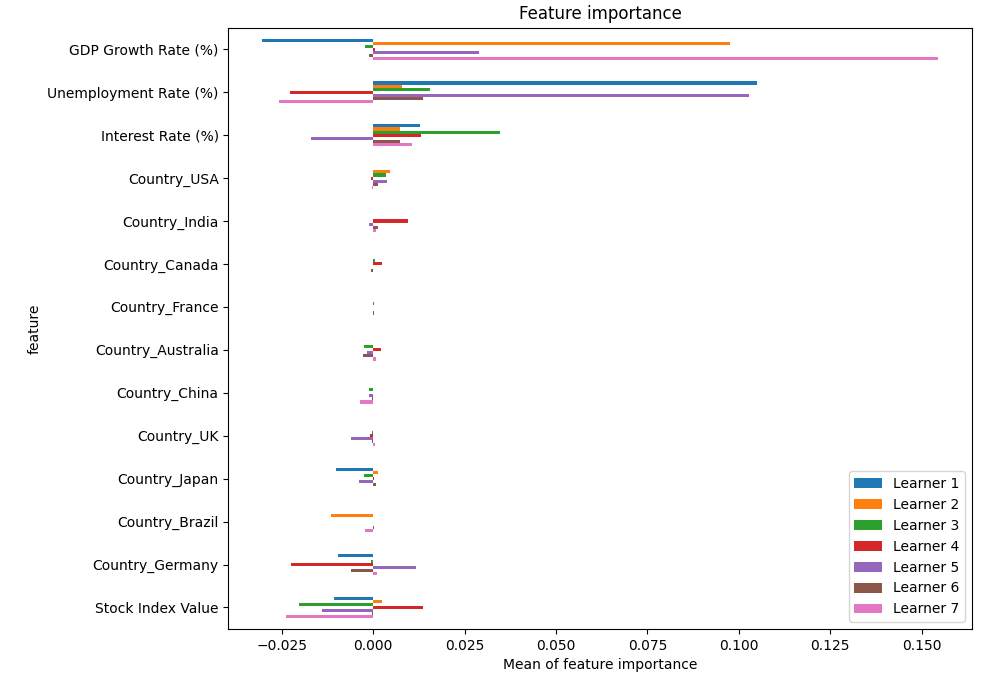 Feature importance
GDP Growth Rate (%)
Unemployment Rate (%)
Interest Rate (%)
Country_USA
Country_India
Country_Canada
Country_France
Country_Australia
Country_China
Country_UK
Country_Japan
Country_Brazil
Country_Germany
Stock Index Value
feature
Learner 1
Learner 2
Learner 3
Learner 4
Learner 5
Learner 6
Learner 7
−0.025 0.000 0.025 0.050 0.075 0.100 0.125 0.150
Mean of feature importance